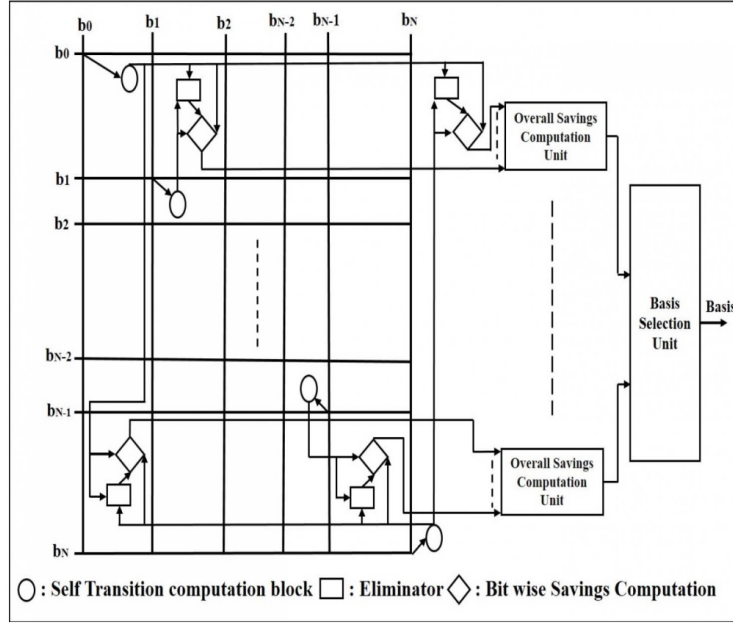 b0 b1 b2 bN-2 bN-1 bN
b0
b1
b2
bN-2
bN-1
bN
Overall Savings
Computation
Unit
Basis
Selection
Unit
Basis
Overall Savings
Computation
Unit
: Self Transition computation block : Eliminator : Bit wise Savings Computation